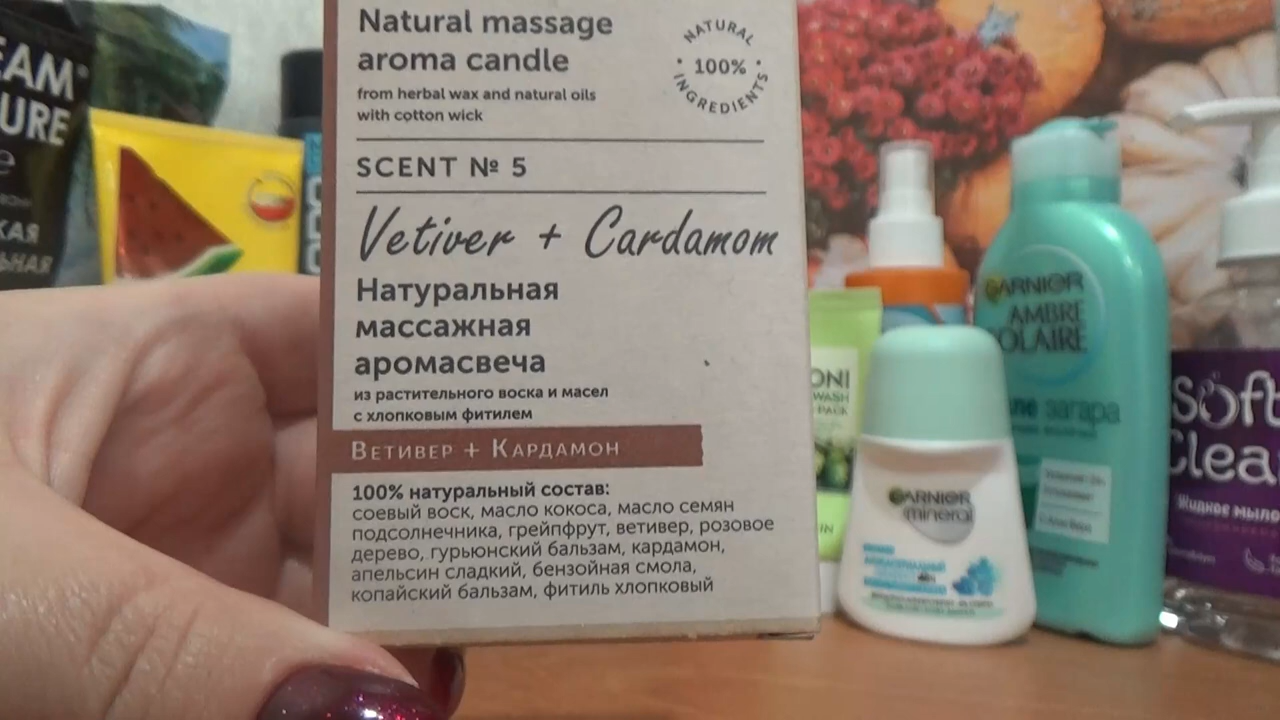 Natural massage
aroma candle
from herbal wax and natural oils
with cotton wick
NATURAL
100%
INGREDIENTS
SCENT № 5
Vetiver + Cardamom
Натуральная
массажная
аромасвеча
из растительного воска и масел
с хлопковым фитилем
Ветивер + Кардамон
100% натуральный состав:
соевый воск, масло кокоса, масло семян
подсолнечника, грейпфрут, ветивер, розовое
дерево, гурьюнский бальзам, кардамон,
апельсин сладкий, бензойная смола,
копайский бальзам, фитиль хлопковый
GARNIER
mineral
GARNIER
AMBRE
загара
Soft
Жидкое мыло